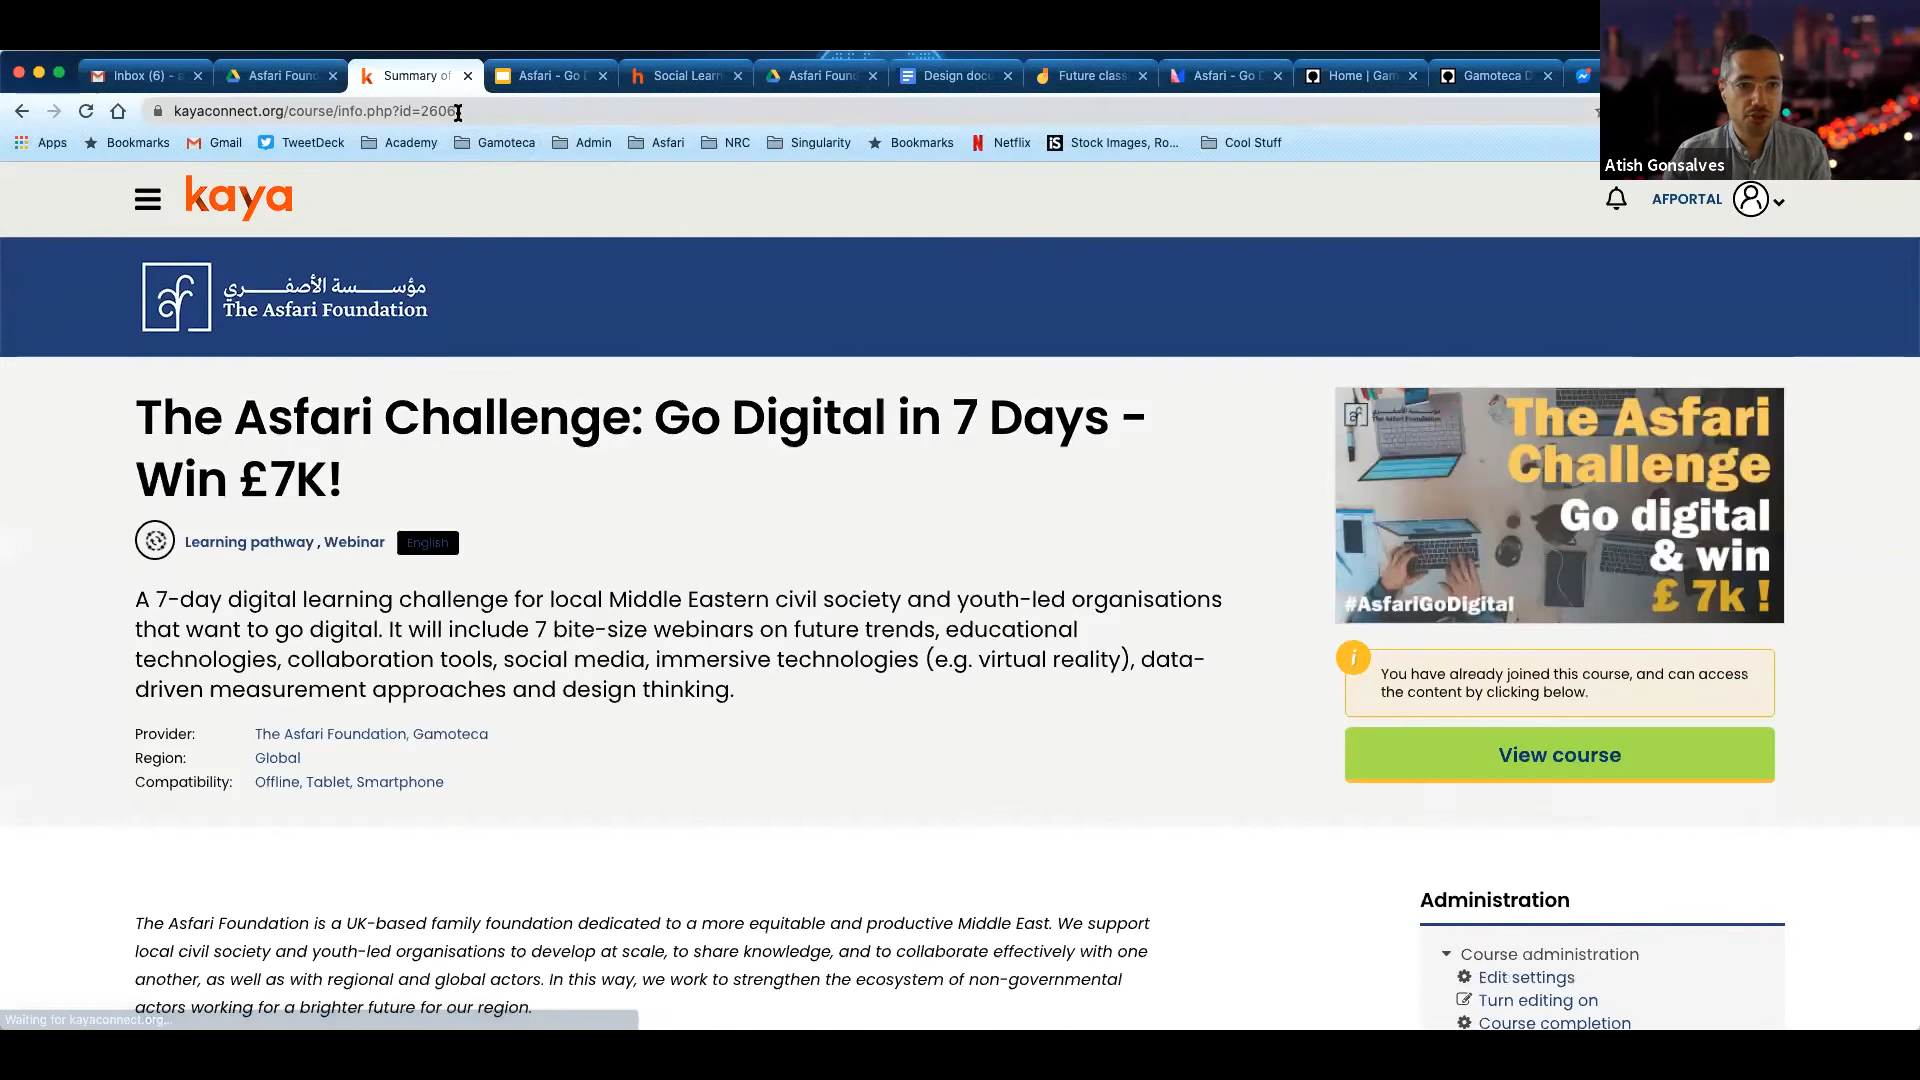 Inbox (6) - a
Asfari Foun
Summary of
Asfari - Go D
Social Learn
Asfari Foun
Design doc
Future class
Asfari - Go D
Home | Gam
Gamoteca D
kayaconnect.org/course/info.php?id=2606
Apps
Bookmarks
Gmail
TweetDeck
Academy
Gamoteca
Admin
Asfari
NRC
Singularity
Bookmarks
Netflix
iS
Stock Images, Ro...
Cool Stuff
Atish Gonsalves
kaya
AFPORTAL
af
مؤسسة الأصفري
The Asfari Foundation
The Asfari Challenge: Go Digital in 7 Days -
Win £7K!
Learning pathway , Webinar
English
A 7-day digital learning challenge for local Middle Eastern civil society and youth-led organisations
that want to go digital. It will include 7 bite-size webinars on future trends, educational
technologies, collaboration tools, social media, immersive technologies (e.g. virtual reality), data-
driven measurement approaches and design thinking.
Provider: The Asfari Foundation, Gamoteca
Region: Global
Compatibility: Offline, Tablet, Smartphone
The Asfari
Challenge
Go digital
& win
£ 7k !
#AsfariGoDigital
You have already joined this course, and can access
the content by clicking below.
View course
The Asfari Foundation is a UK-based family foundation dedicated to a more equitable and productive Middle East. We support
local civil society and youth-led organisations to develop at scale, to share knowledge, and to collaborate effectively with one
another, as well as with regional and global actors. In this way, we work to strengthen the ecosystem of non-governmental
actors working for a brighter future for our region.
Administration
Course administration
Edit settings
Turn editing on
Course completion
Waiting for kayaconnect.org...